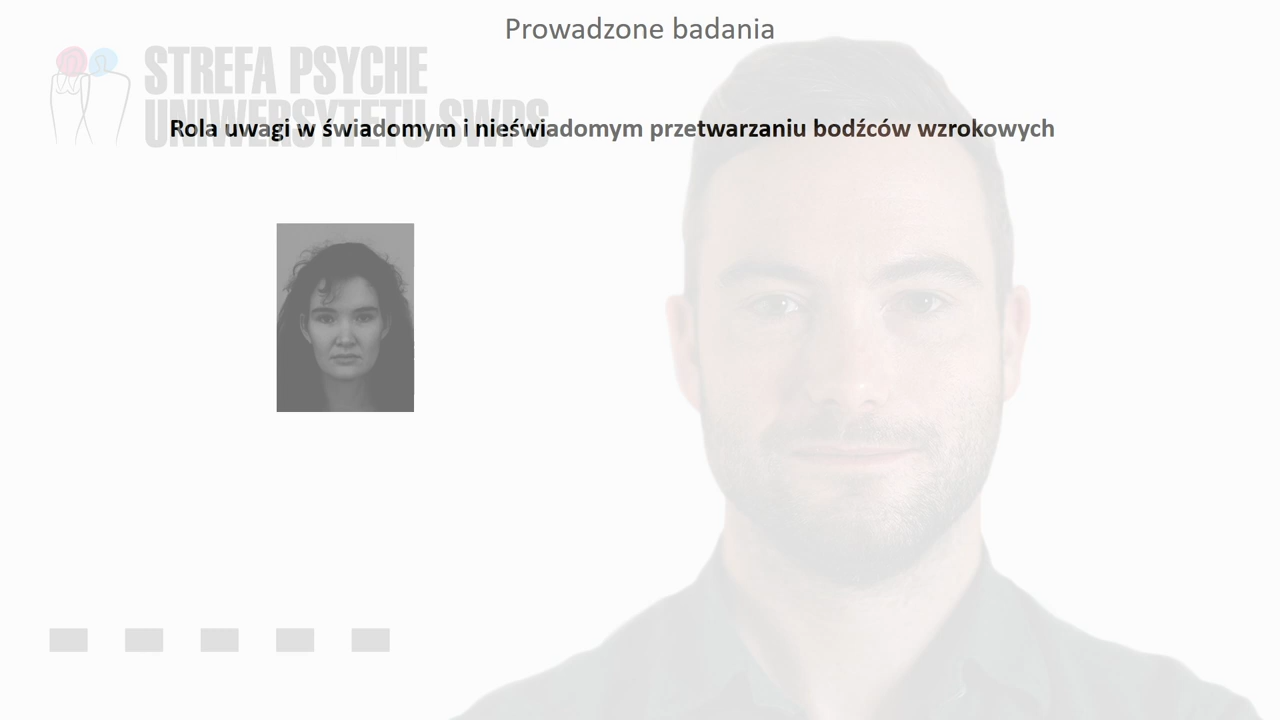 Prowadzone badania
STREFA PSYCHE
UNIWERSYTETU SWPS
Rola uwagi w świadomym i nieświadomym przetwarzaniu bodźców wzrokowych